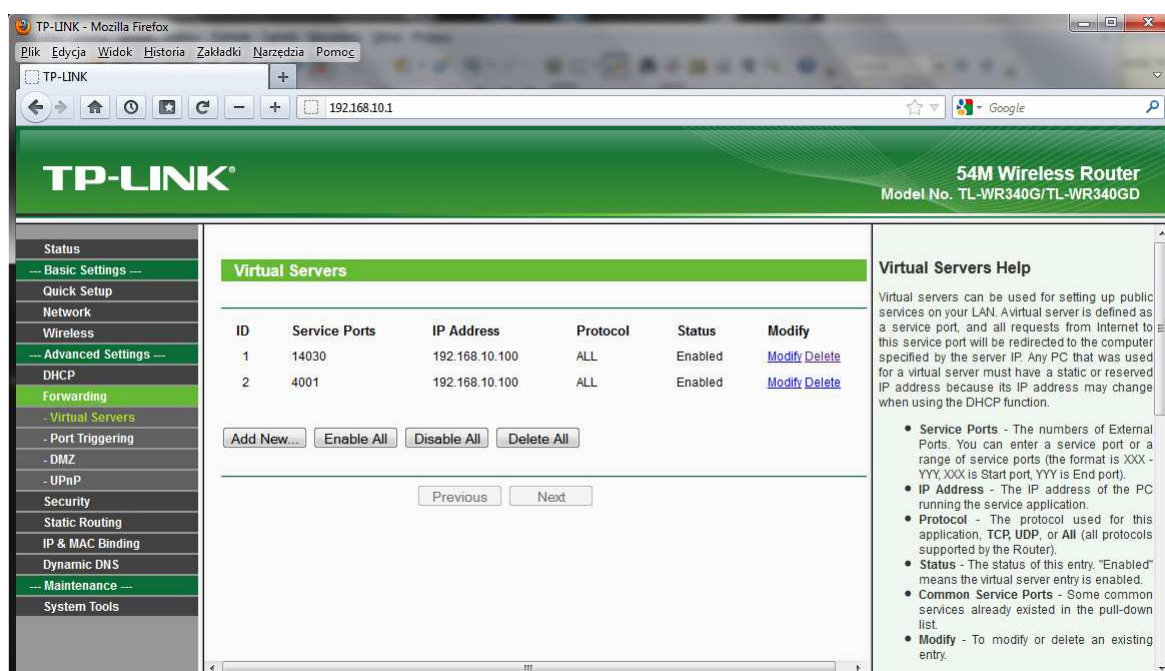 TP-LINK - Mozilla Firefox
Plik Edycja Widok Historia Zakładki Narzędzia Pomoc
TP-LINK
192.168.10.1
Google
TP-LINK®
54M Wireless Router
Model No. TL-WR340G/TL-WR340GD
Status
--- Basic Settings ---
Quick Setup
Network
Wireless
--- Advanced Settings ---
DHCP
Forwarding
- Virtual Servers
- Port Triggering
- DMZ
- UPnP
Security
Static Routing
IP & MAC Binding
Dynamic DNS
--- Maintenance ---
System Tools
Virtual Servers
ID Service Ports IP Address Protocol Status Modify
1 14030 192.168.10.100 ALL Enabled Modify Delete
2 4001 192.168.10.100 ALL Enabled Modify Delete
Add New... Enable All Disable All Delete All
Previous Next
Virtual Servers Help
Virtual servers can be used for setting up public
services on your LAN. Avirtual server is defined as
a service port, and all requests from Internet to
this service port will be redirected to the computer
specified by the server IP. Any PC that was used
for a virtual server must have a static or reserved
IP address because its IP address may change
when using the DHCP function.
• Service Ports - The numbers of External
Ports. You can enter a service port or a
range of service ports (the format is XXX -
YYY, XXX is Start port, YYY is End port).
• IP Address - The IP address of the PC
running the service application.
• Protocol - The protocol used for this
application, TCP, UDP, or All (all protocols
supported by the Router).
• Status - The status of this entry. "Enabled"
means the virtual server entry is enabled.
• Common Service Ports - Some common
services already existed in the pull-down
list.
• Modify - To modify or delete an existing
entry.